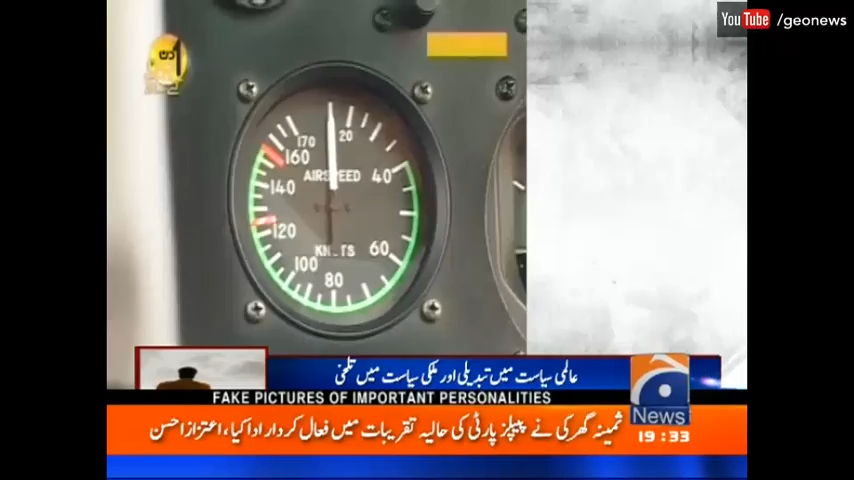 YouTube /geonews
170 20
160
AIRSPEED 40
140
120
KNOTS 60
100
80
عالمی سیاست میں تبدیلی اور ملکی سیاست میں تلخی
FAKE PICTURES OF IMPORTANT PERSONALITIES
ثمینہ گھرکی نے پیپلز پارٹی کی حالیہ تقریبات میں فعال کردار ادا کیا، اعتزاز احسن
News
19:33